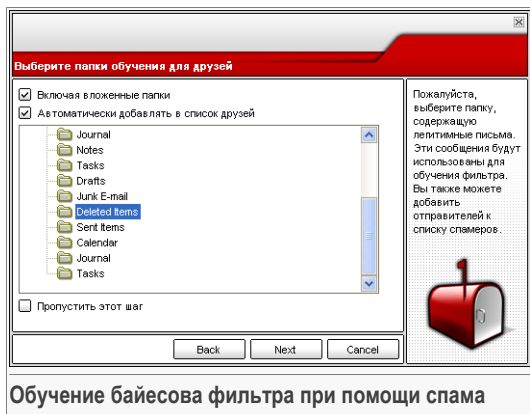 Выберите папки обучения для друзей
Включая вложенные папки
Автоматически добавлять в список друзей
Journal
Notes
Tasks
Drafts
Junk E-mail
Deleted Items
Sent Items
Calendar
Journal
Tasks
Пропустить этот шаг
Пожалуйста,
выберите папку,
содержащую
легитимные письма.
Эти сообщения будут
использованы для
обучения фильтра.
Вы также можете
добавить
отправителей к
списку спамеров.
Back
Next
Cancel
Обучение байесова фильтра при помощи спама